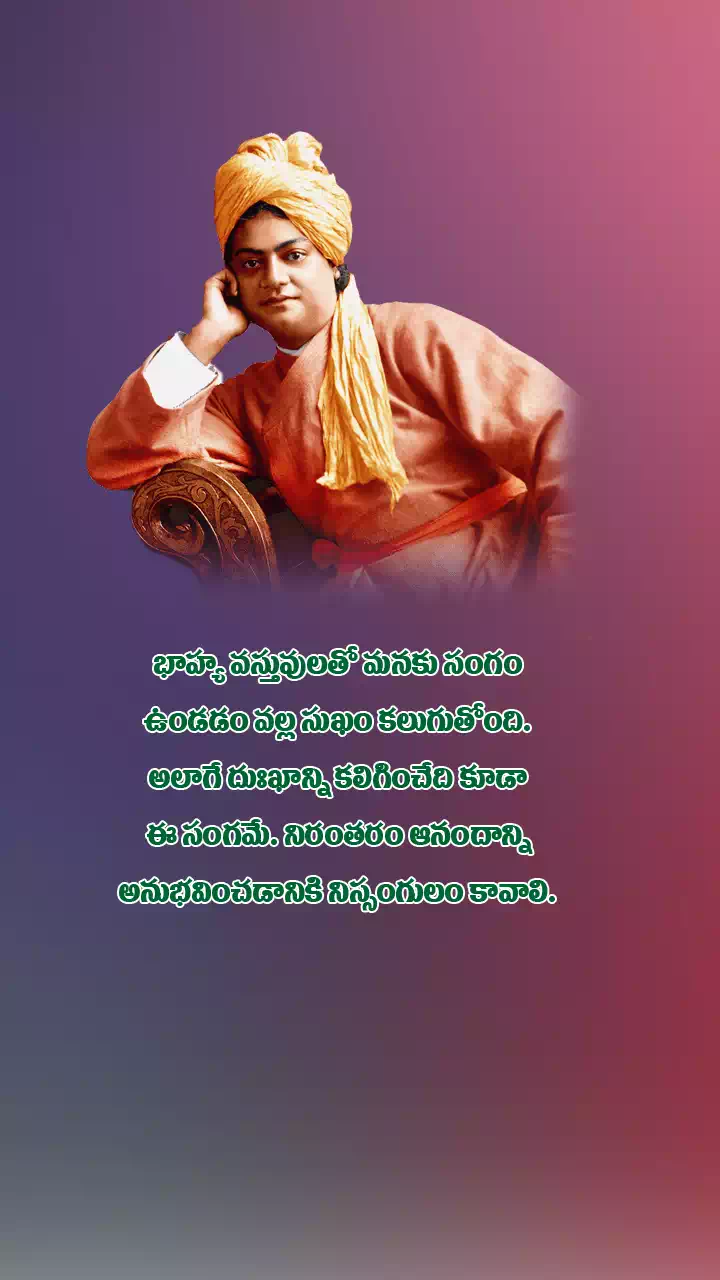 భాహ్య వస్తువులతో మనకు సంగం
ఉండడం వల్ల సుఖం కలుగుతోంది.
అలాగే దుఃఖాన్ని కలిగించేది కూడా
ఈ సంగమే. నిరంతరం ఆనందాన్ని
అనుభవించడానికి నిస్సంగులం కావాలి.